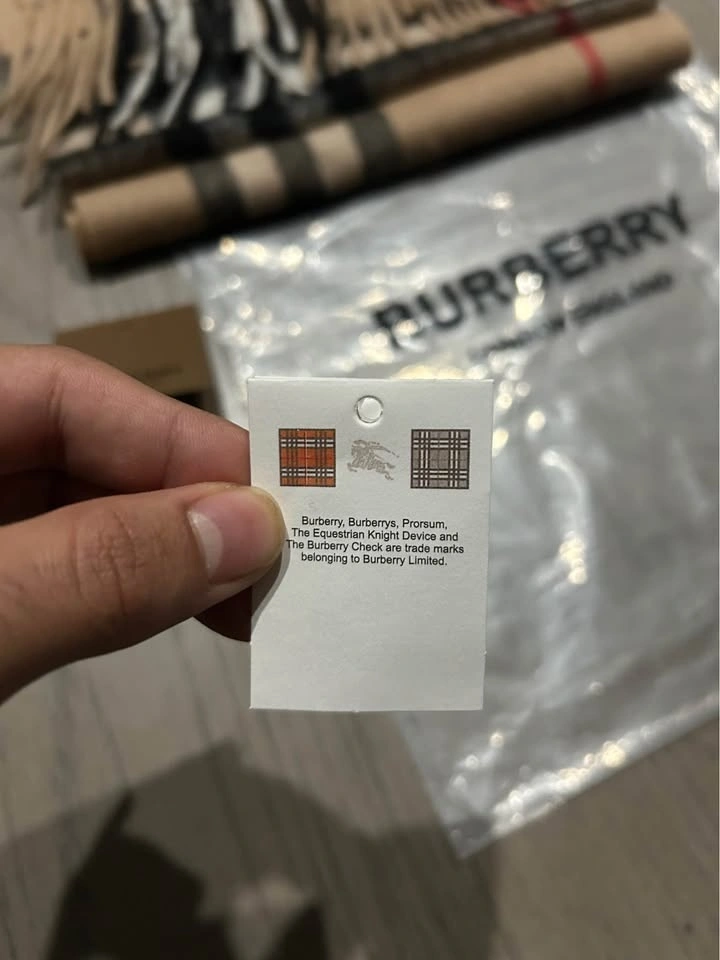 BURBERRY
Burberry, Burberrys, Prorsum,
The Equestrian Knight Device and
The Burberry Check are trade marks
belonging to Burberry Limited.